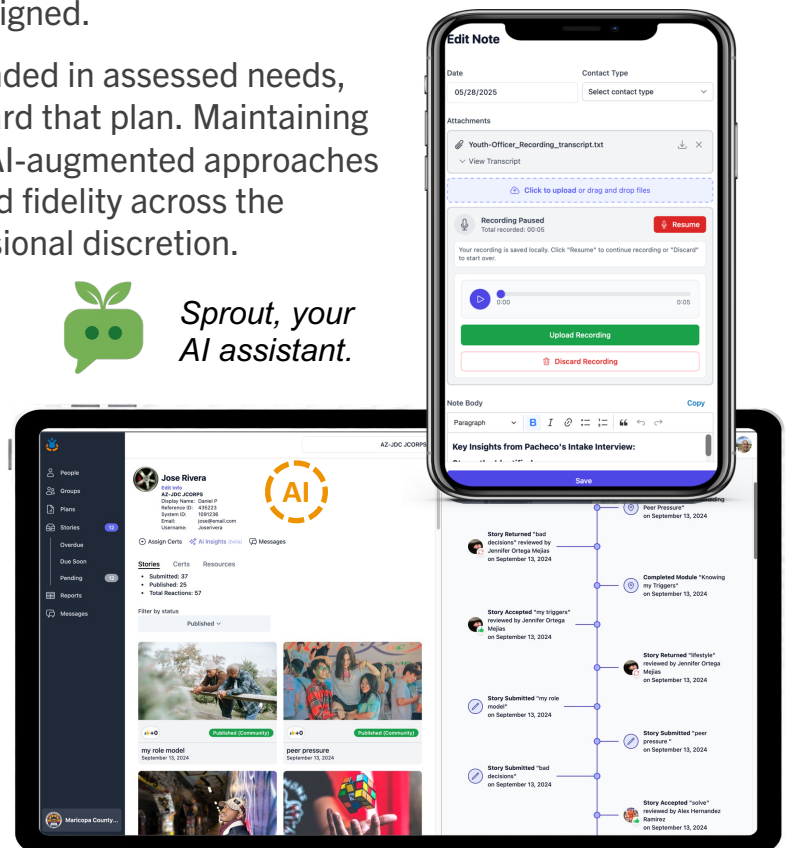 igned.
nded in assessed needs,
ard that plan. Maintaining
AI-augmented approaches
d fidelity across the
sional discretion.
Sprout, your
AI assistant.
Edit Note
Date
Contact Type
05/28/2025
Select contact type
Attachments
Youth-Officer_Recording_transcript.txt
View Transcript
Click to upload or drag and drop files
Recording Paused
Total recorded: 00:05
Resume
Your recording is saved locally. Click "Resume" to continue recording or "Discard"
to start over.
0:00
0:05
Upload Recording
Discard Recording
Note Body
Copy
Paragraph
B I
Key Insights from Pacheco's Intake Interview:
Save
AZ-JDC JCORPS
People
Groups
Plans
Stories 12
Overdue
Due Soon
Pending 12
Reports
Messages
Maricopa County...
Jose Rivera
Edit Info
AZ-JDC JCORPS
Display Name: Daniel P
Reference ID: 435223
System ID: 1091236
Email: jose@email.com
Username: Joserivera
AI
Assign Certs
AI Insights (beta)
Messages
Stories
Certs
Resources
• Submitted: 37
• Published: 25
• Total Reactions: 57
Filter by status
Published
+0
Published (Community)
my role model
September 13, 2024
+0
Published (Community)
peer pressure
September 13, 2024
Peer Pressure"
on September 13, 2024
Story Returned "bad
decisions" reviewed by
Jennifer Ortega Mejias
on September 13, 2024
Completed Module "Knowing
my Triggers"
on September 13, 2024
Story Accepted "my triggers"
reviewed by Jennifer Ortega
Mejias
on September 13, 2024
Story Returned "lifestyle"
reviewed by Jennifer Ortega
Mejias
on September 13, 2024
Story Submitted "my role
model"
on September 13, 2024
Story Submitted "peer
pressure "
on September 13, 2024
Story Submitted "bad
decisions"
on September 13, 2024
Story Accepted "solve"
reviewed by Alex Hernandez
Ramirez
on September 13, 2024